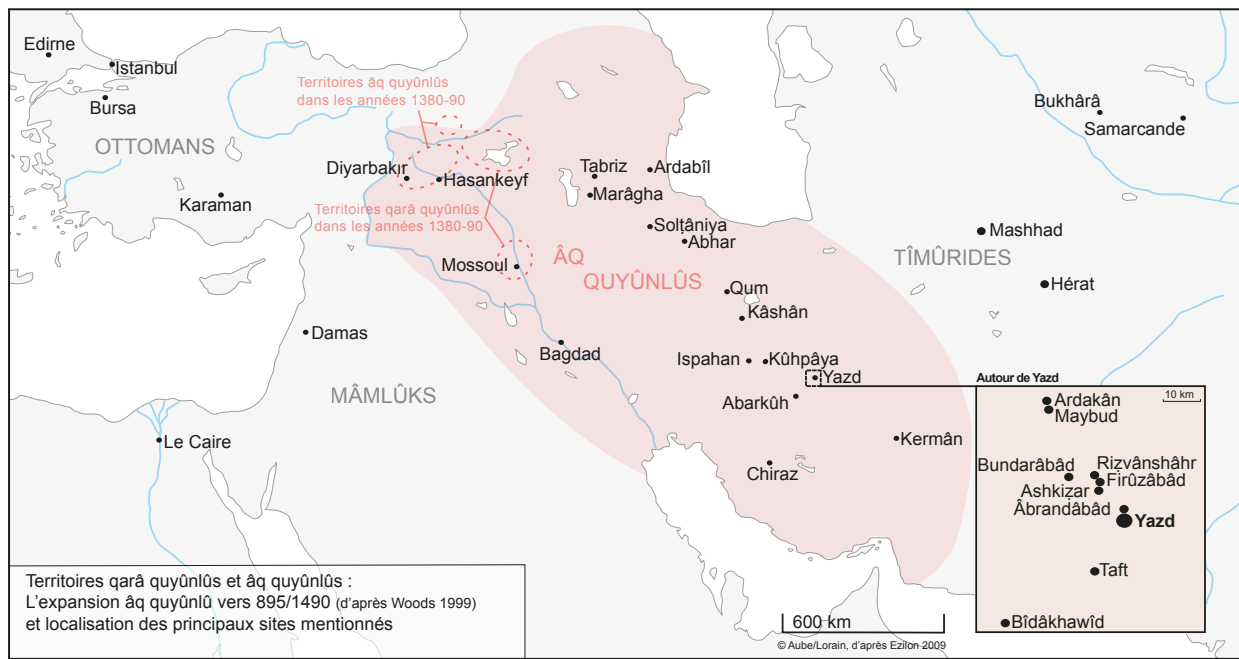 Edirne
Istanbul
Bursa
OTTOMANS
Karaman
Territoires âq quyûnlûs
dans les années 1380-90
Diyarbakır
Hasankeyf
Territoires qarâ quyûnlûs
dans les années 1380-90
Mossoul
Tabriz
Ardabîl
Marâgha
Solṭâniya
Abhar
ÂQ
QUYÛNLÛS
Qum
Kâshân
Bukhârâ
Samarcande
Mashhad
TÎMÛRIDES
Hérat
Damas
Bagdad
Ispahan
Kûhpâya
Yazd
Abarkûh
MÂMLÛKS
Le Caire
Chiraz
Kermân
Autour de Yazd
10 km
Ardakân
Maybud
Bundarâbâd
Riẓvânshâhr
Fîrûzâbâd
Ashkiẓar
Âbrandâbâd
Yazd
Taft
Bîdâkhawîd
Territoires qarâ quyûnlûs et âq quyûnlûs :
L'expansion âq quyûnlû vers 895/1490 (d'après Woods 1999)
et localisation des principaux sites mentionnés
600 km
© Aube/Lorain, d'après Ezilon 2009